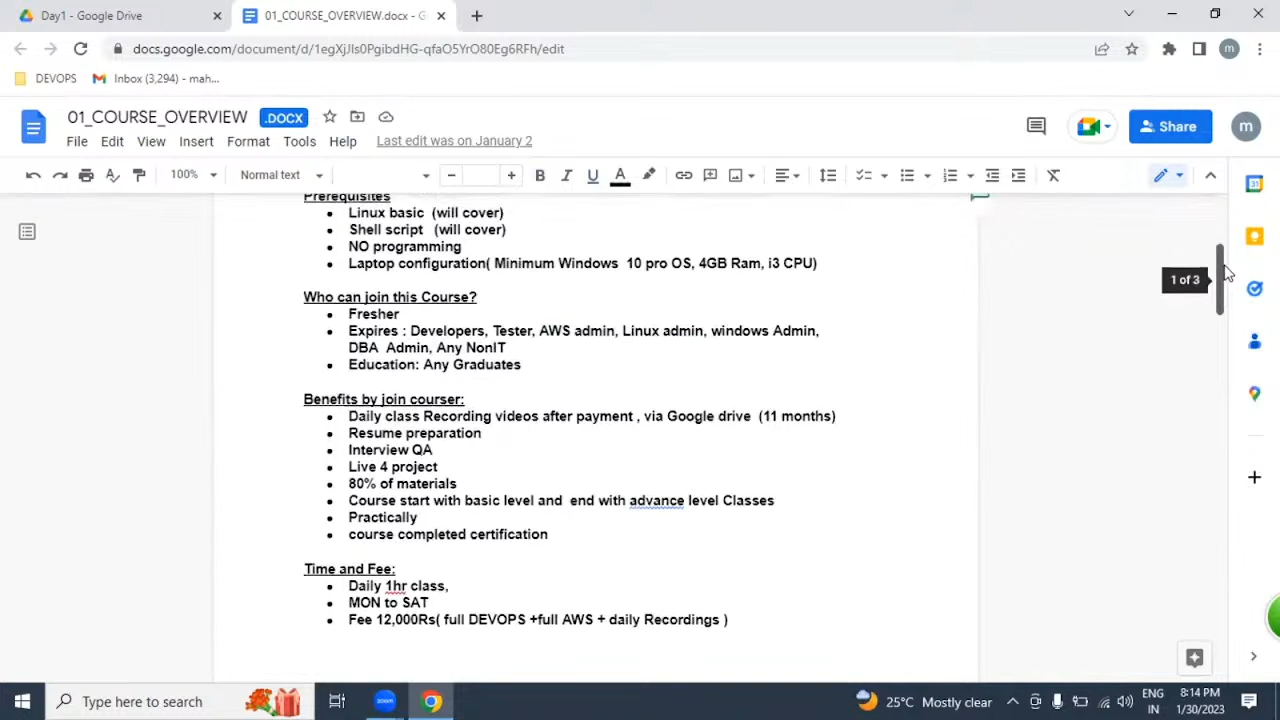 Day1 - Google Drive
01_COURSE_OVERVIEW.docx - G
docs.google.com/document/d/1egXjJIs0PgibdHG-qfaO5YrO80Eg6RFh/edit
DEVOPS
Inbox (3,294) - mah...
m
01_COURSE_OVERVIEW
.DOCX
File Edit View Insert Format Tools Help Last edit was on January 2
Share
m
100% Normal text
Prerequisites
Linux basic (will cover)
Shell script (will cover)
NO programming
Laptop configuration( Minimum Windows 10 pro OS, 4GB Ram, i3 CPU)
1 of 3
Who can join this Course?
Fresher
Expires : Developers, Tester, AWS admin, Linux admin, windows Admin,
DBA Admin, Any NonIT
Education: Any Graduates
Benefits by join courser:
Daily class Recording videos after payment , via Google drive (11 months)
Resume preparation
Interview QA
Live 4 project
80% of materials
Course start with basic level and end with advance level Classes
Practically
course completed certification
Time and Fee:
Daily 1hr class,
MON to SAT
Fee 12,000Rs( full DEVOPS +full AWS + daily Recordings )
Type here to search
zoom
25°C Mostly clear
ENG
IN
8:14 PM
1/30/2023